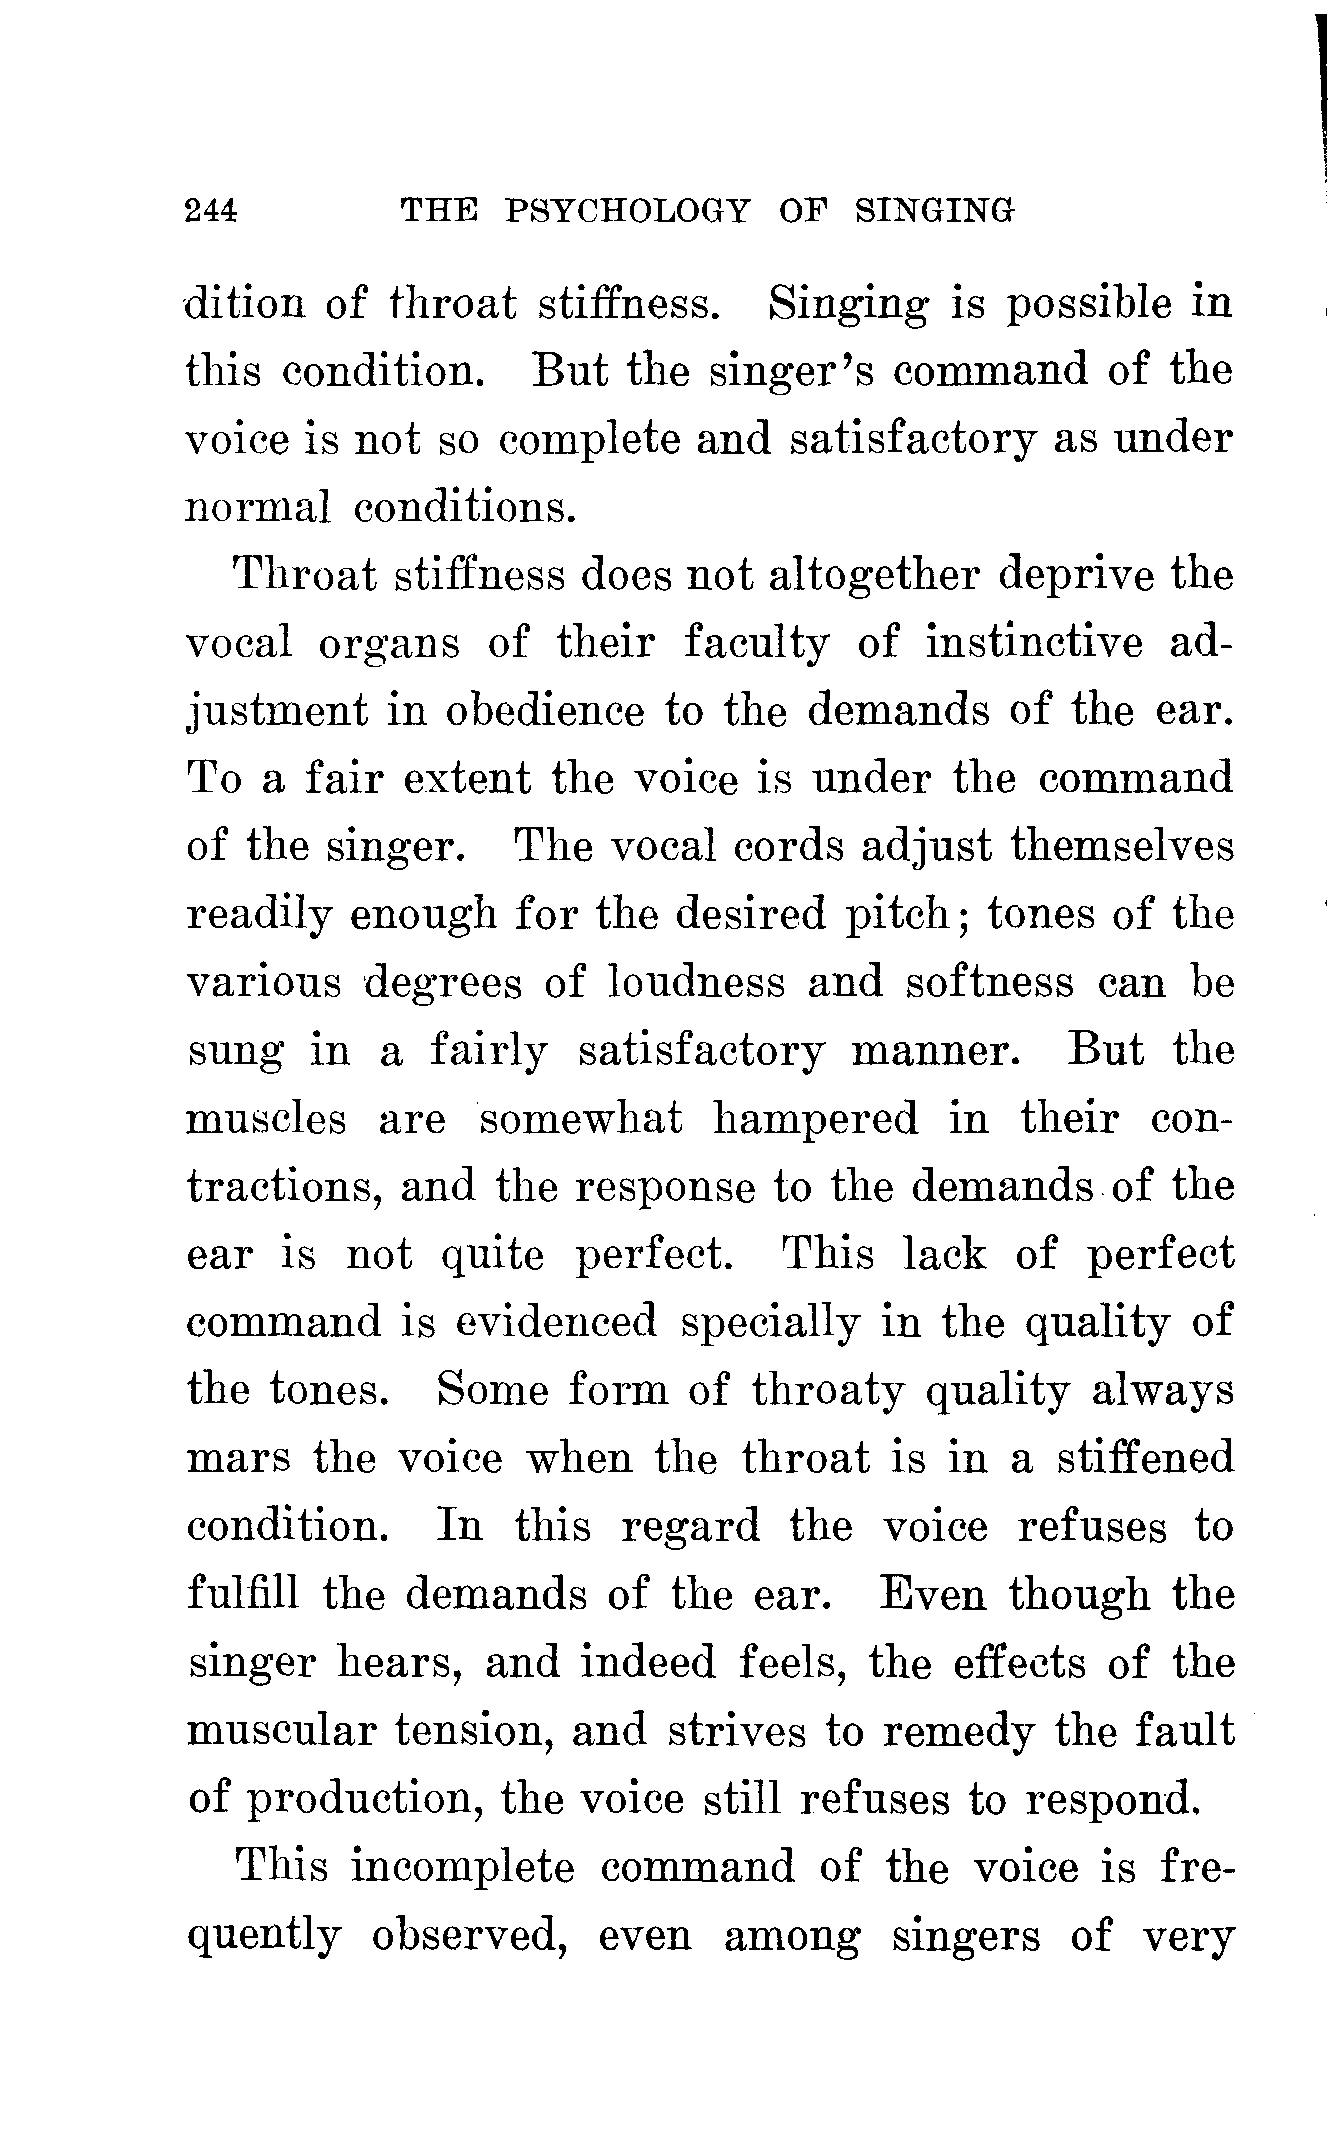 244 THE PSYCHOLOGY OF SINGING
dition of throat stiffness. Singing is possible in
this condition. But the singer's command of the
voice is not so complete and satisfactory as under
normal conditions.
Throat stiffness does not altogether deprive the
vocal organs of their faculty of instinctive ad-
justment in obedience to the demands of the ear.
To a fair extent the voice is under the command
of the singer. The vocal cords adjust themselves
readily enough for the desired pitch; tones of the
various degrees of loudness and softness can be
sung in a fairly satisfactory manner. But the
muscles are somewhat hampered in their con-
tractions, and the response to the demands of the
ear is not quite perfect. This lack of perfect
command is evidenced specially in the quality of
the tones. Some form of throaty quality always
mars the voice when the throat is in a stiffened
condition. In this regard the voice refuses to
fulfill the demands of the ear. Even though the
singer hears, and indeed feels, the effects of the
muscular tension, and strives to remedy the fault
of production, the voice still refuses to respond.
This incomplete command of the voice is fre-
quently observed, even among singers of very